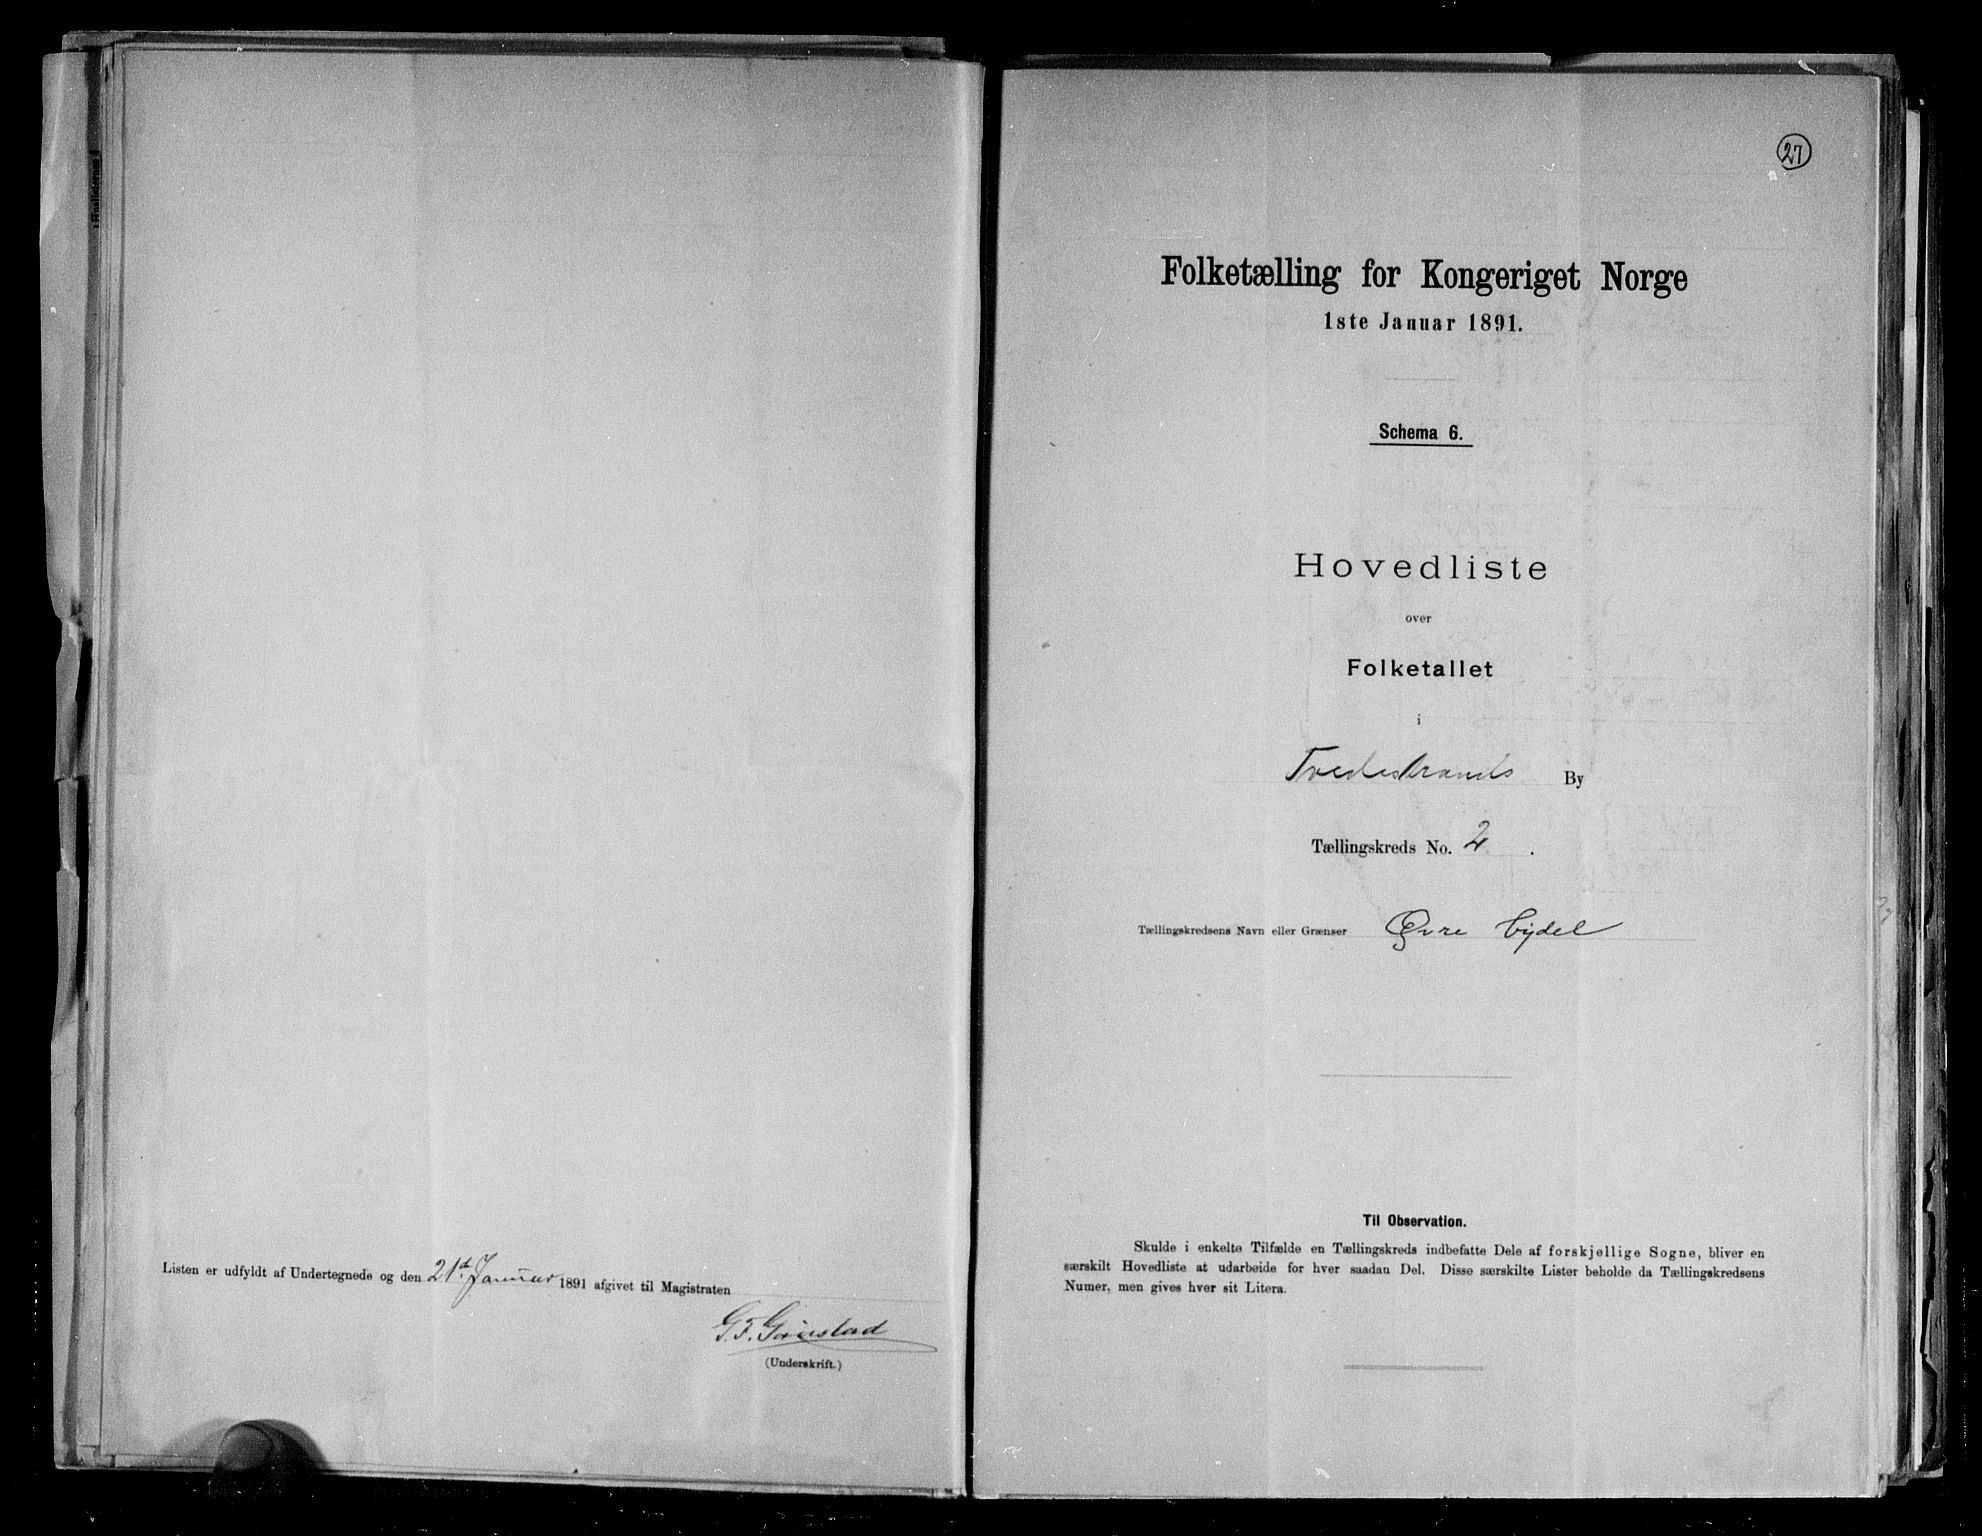 Listen er udfyldt af Undertegnede og den 21de Januar 1891 afgivet til Magistraten
(Underskrift.)
27
Folketælling for Kongeriget Norge
1ste Januar 1891.
Schema 6.
Hovedliste
over
Folketallet
i
Tvedestrands By
Tællingskreds No. 2.
Tællingskredsens Navn eller Grænser Øvre Bydel
Til Observation.
Skulde i enkelte Tilfælde en Tællingskreds indbefatte Dele af forskjellige Sogne, bliver en
særskilt Hovedliste at udarbeide for hver saadan Del. Disse særskilte Lister beholde da Tællingskredsens
Numer, men gives hver sit Litera.